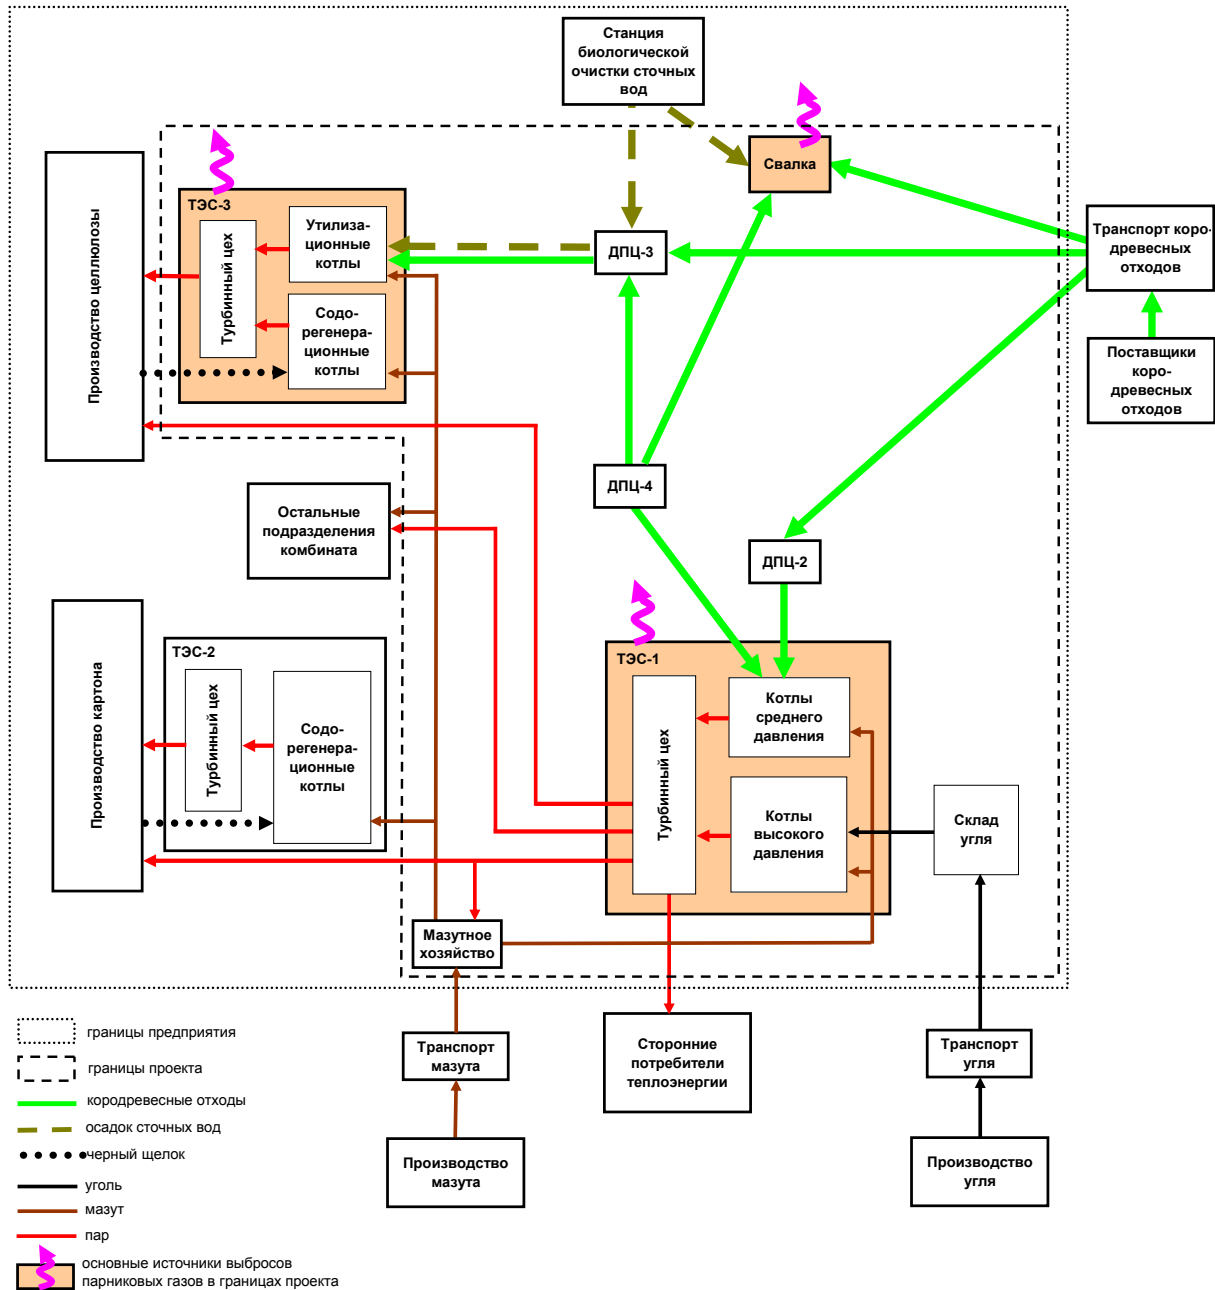 Станция
биологической
очистки сточных
вод
Свалка
ТЭС-3
Утилиза-
ционные
котлы
Турбинный цех
Содо-
регенера-
ционные
котлы
Производство целлюлозы
ДПЦ-3
Транспорт коро-
древесных
отходов
Поставщики
коро-
древесных
отходов
ДПЦ-4
Остальные
подразделения
комбината
ДПЦ-2
Производство картона
ТЭС-2
Турбинный цех
Содо-
регенера-
ционные
котлы
ТЭС-1
Турбинный цех
Котлы
среднего
давления
Котлы
высокого
давления
Склад
угля
Мазутное
хозяйство
Транспорт
мазута
Производство
мазута
Сторонние
потребители
теплоэнергии
Транспорт
угля
Производство
угля
границы предприятия
границы проекта
кородревесные отходы
осадок сточных вод
черный щелок
уголь
мазут
пар
основные источники выбросов
парниковых газов в границах проекта